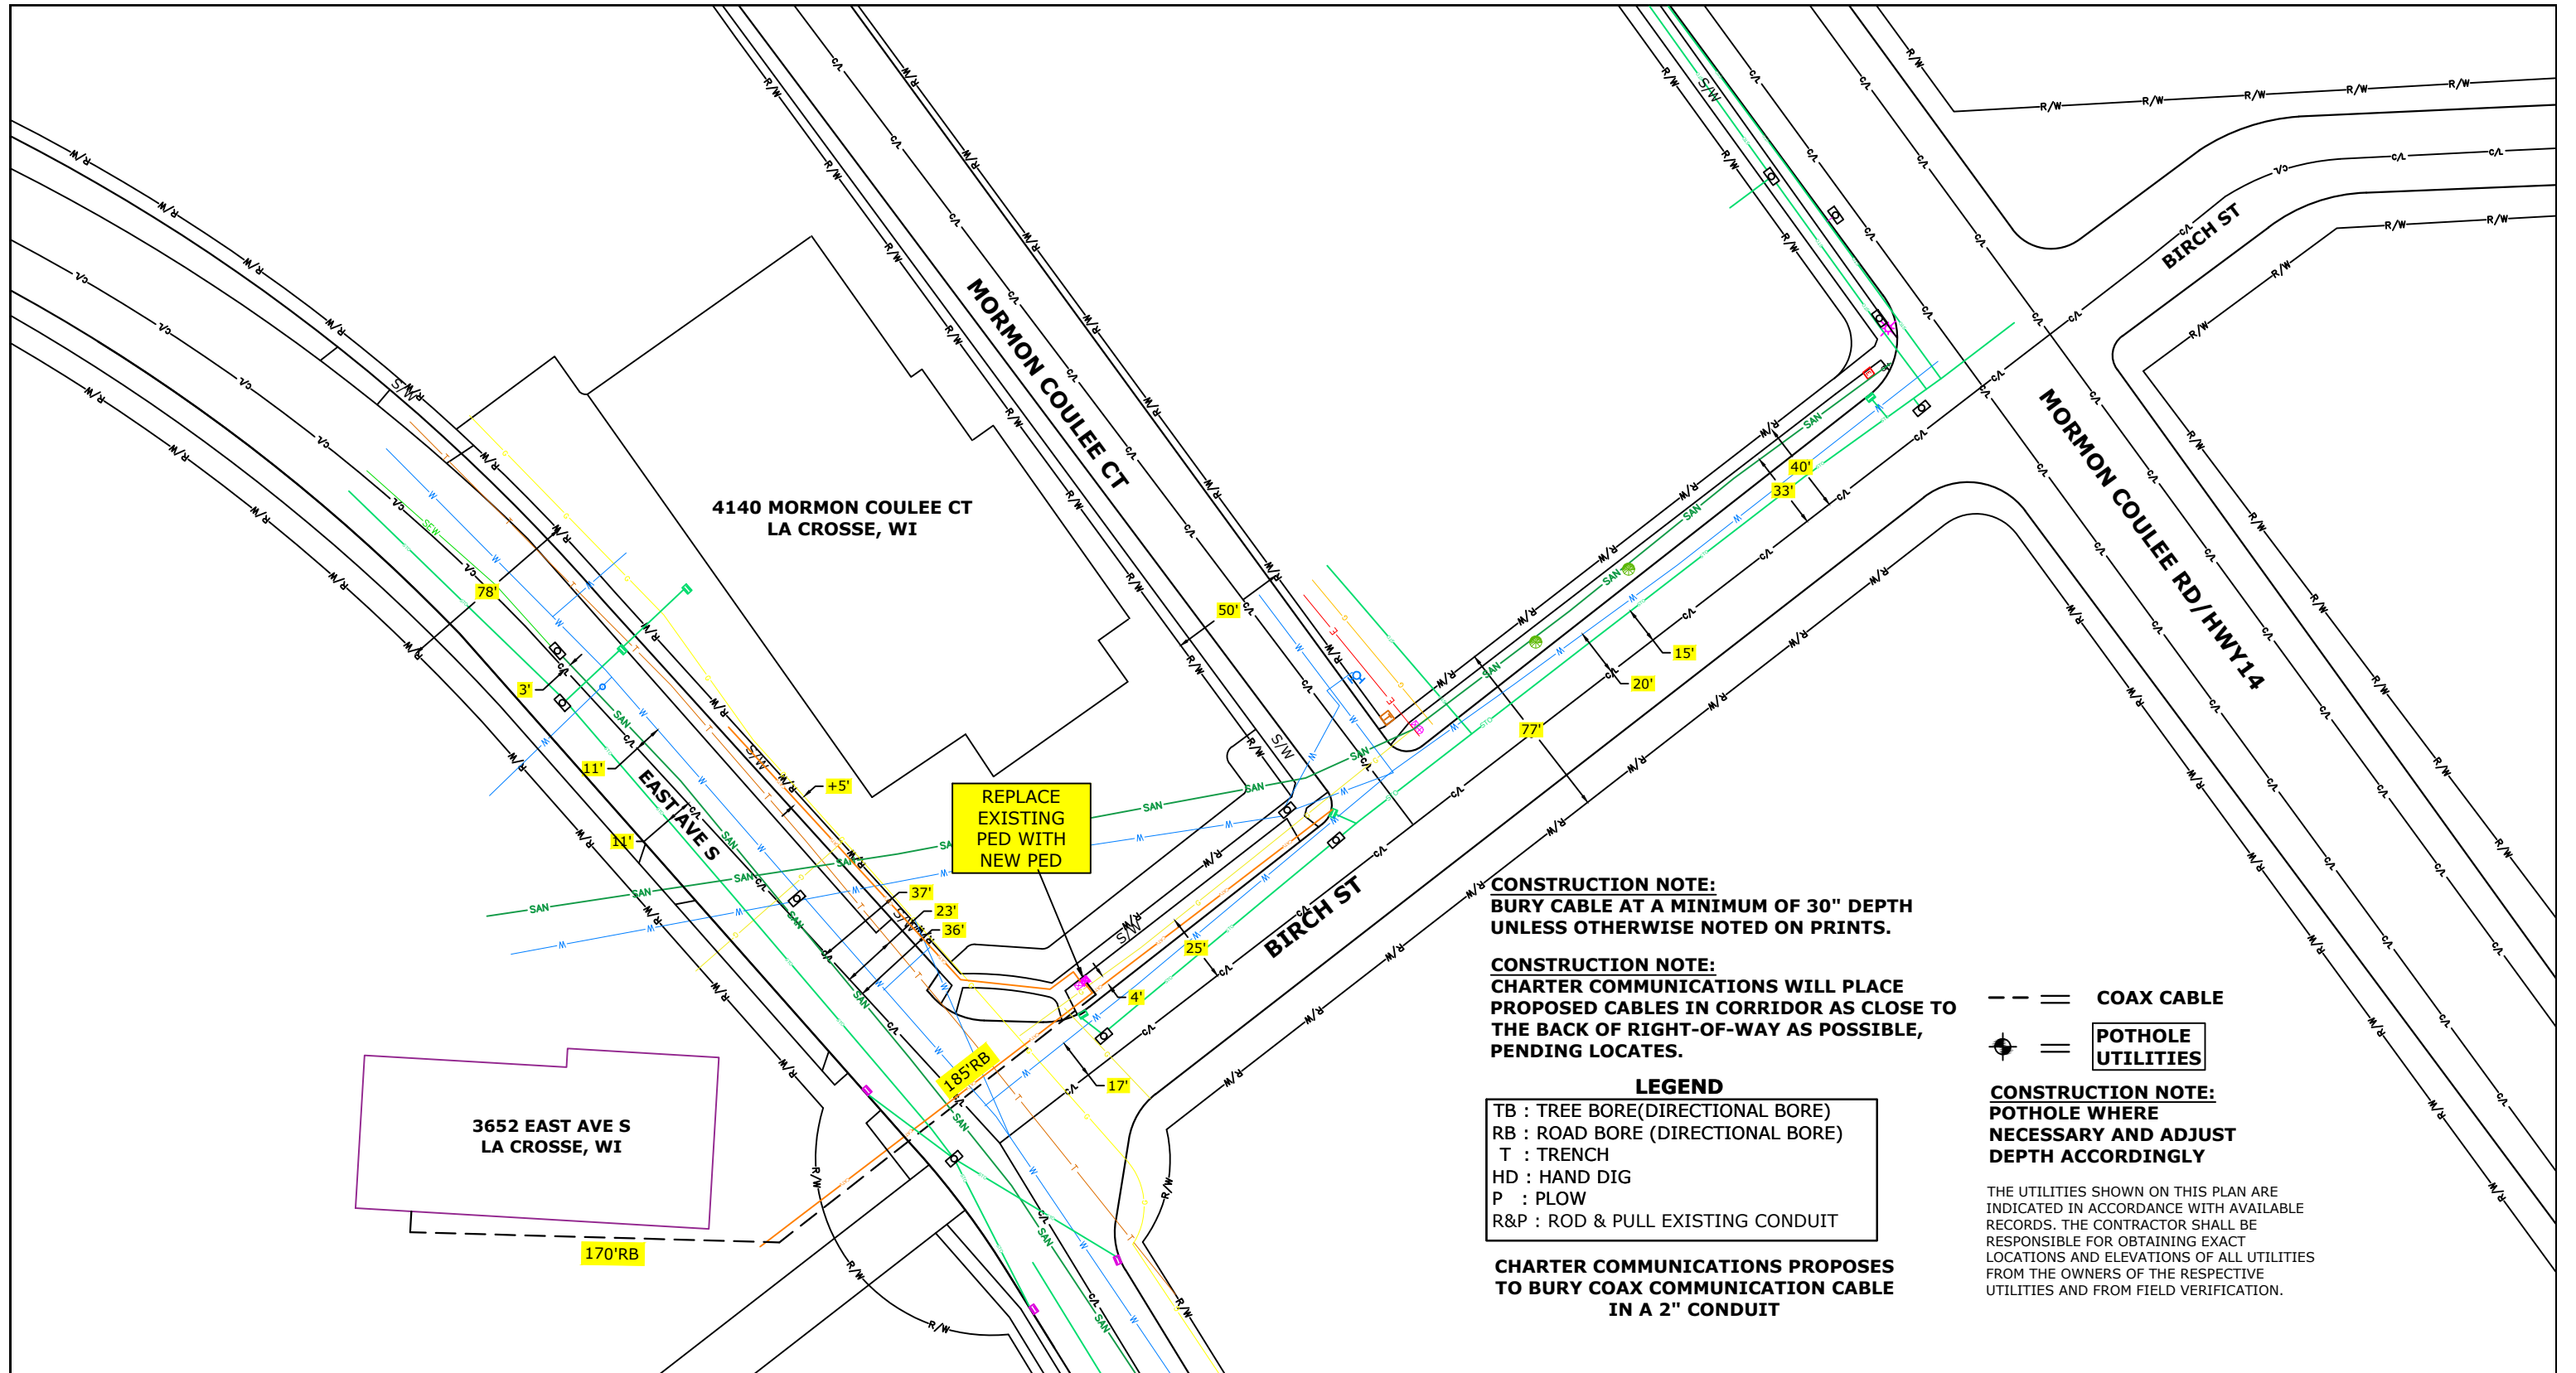 MORMON COULEE CT
BIRCH ST
MORMON COULEE RD/HWY14
4140 MORMON COULEE CT
LA CROSSE, WI
S/W
S/W
S/W
S/W
S/W
S/W
78'
50'
40'
33'
15'
20'
77'
3'
11'
+5'
11'
EAST AVE S
REPLACE
EXISTING
PED WITH
NEW PED
37'
23'
36'
25'
4'
17'
BIRCH ST
185'RB
3652 EAST AVE S
LA CROSSE, WI
170'RB
R/W
C/L
SAN
SEW
W
T
E
G
STO
CONSTRUCTION NOTE:
BURY CABLE AT A MINIMUM OF 30" DEPTH
UNLESS OTHERWISE NOTED ON PRINTS.
CONSTRUCTION NOTE:
CHARTER COMMUNICATIONS WILL PLACE
PROPOSED CABLES IN CORRIDOR AS CLOSE TO
THE BACK OF RIGHT-OF-WAY AS POSSIBLE,
PENDING LOCATES.
LEGEND
TB : TREE BORE(DIRECTIONAL BORE)
RB : ROAD BORE (DIRECTIONAL BORE)
T : TRENCH
HD : HAND DIG
P : PLOW
R&P : ROD & PULL EXISTING CONDUIT
CHARTER COMMUNICATIONS PROPOSES
TO BURY COAX COMMUNICATION CABLE
IN A 2" CONDUIT
COAX CABLE
POTHOLE
UTILITIES
CONSTRUCTION NOTE:
POTHOLE WHERE
NECESSARY AND ADJUST
DEPTH ACCORDINGLY
THE UTILITIES SHOWN ON THIS PLAN ARE
INDICATED IN ACCORDANCE WITH AVAILABLE
RECORDS. THE CONTRACTOR SHALL BE
RESPONSIBLE FOR OBTAINING EXACT
LOCATIONS AND ELEVATIONS OF ALL UTILITIES
FROM THE OWNERS OF THE RESPECTIVE
UTILITIES AND FROM FIELD VERIFICATION.